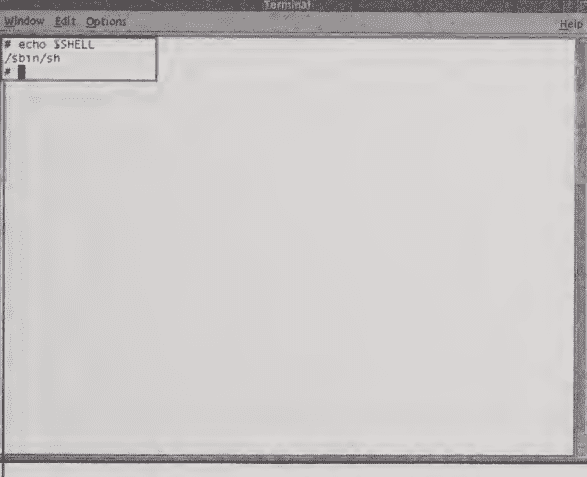 Terminal
Window Edit Options Help
# echo $SHELL
/sbin/sh
#